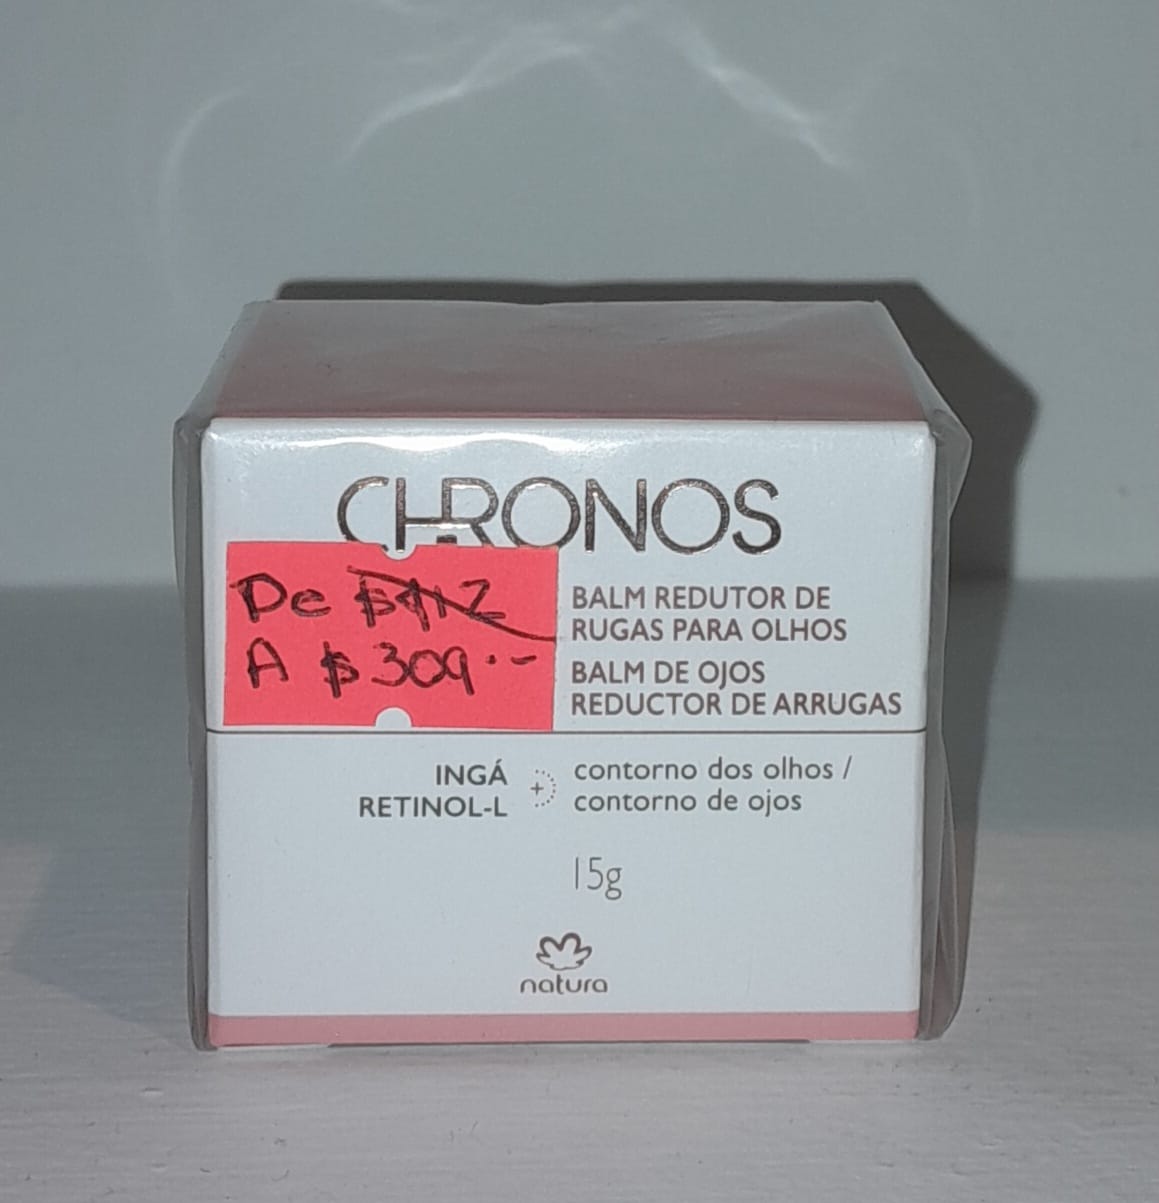 CHRONOS
De $412
A $309.--
BALM REDUTOR DE
RUGAS PARA OLHOS
BALM DE OJOS
REDUCTOR DE ARRUGAS
INGÁ
RETINOL-L
+
contorno dos olhos /
contorno de ojos
15g
natura